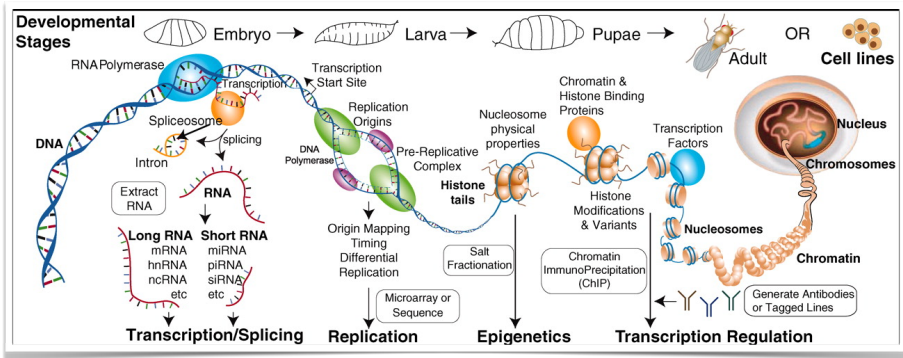 Developmental
Stages
Embryo
Larva
Pupae
Adult
OR
Cell lines
RNA Polymerase
Transcription
Transcription
Start Site
Spliceosome
splicing
Intron
DNA
Extract
RNA
RNA
Long RNA
mRNA
hnRNA
ncRNA
etc
Short RNA
miRNA
piRNA
siRNA
etc
Transcription/Splicing
Replication
Origins
DNA
Polymerase
Pre-Replicative
Complex
Origin Mapping
Timing
Differential
Replication
Microarray or
Sequence
Replication
Nucleosome
physical
properties
Histone
tails
Salt
Fractionation
Epigenetics
Chromatin &
Histone Binding
Proteins
Histone
Modifications
& Variants
Chromatin
ImmunoPrecipitation
(ChIP)
Transcription
Factors
Nucleosomes
Nucleus
Chromosomes
Chromatin
Generate Antibodies
or Tagged Lines
Transcription Regulation